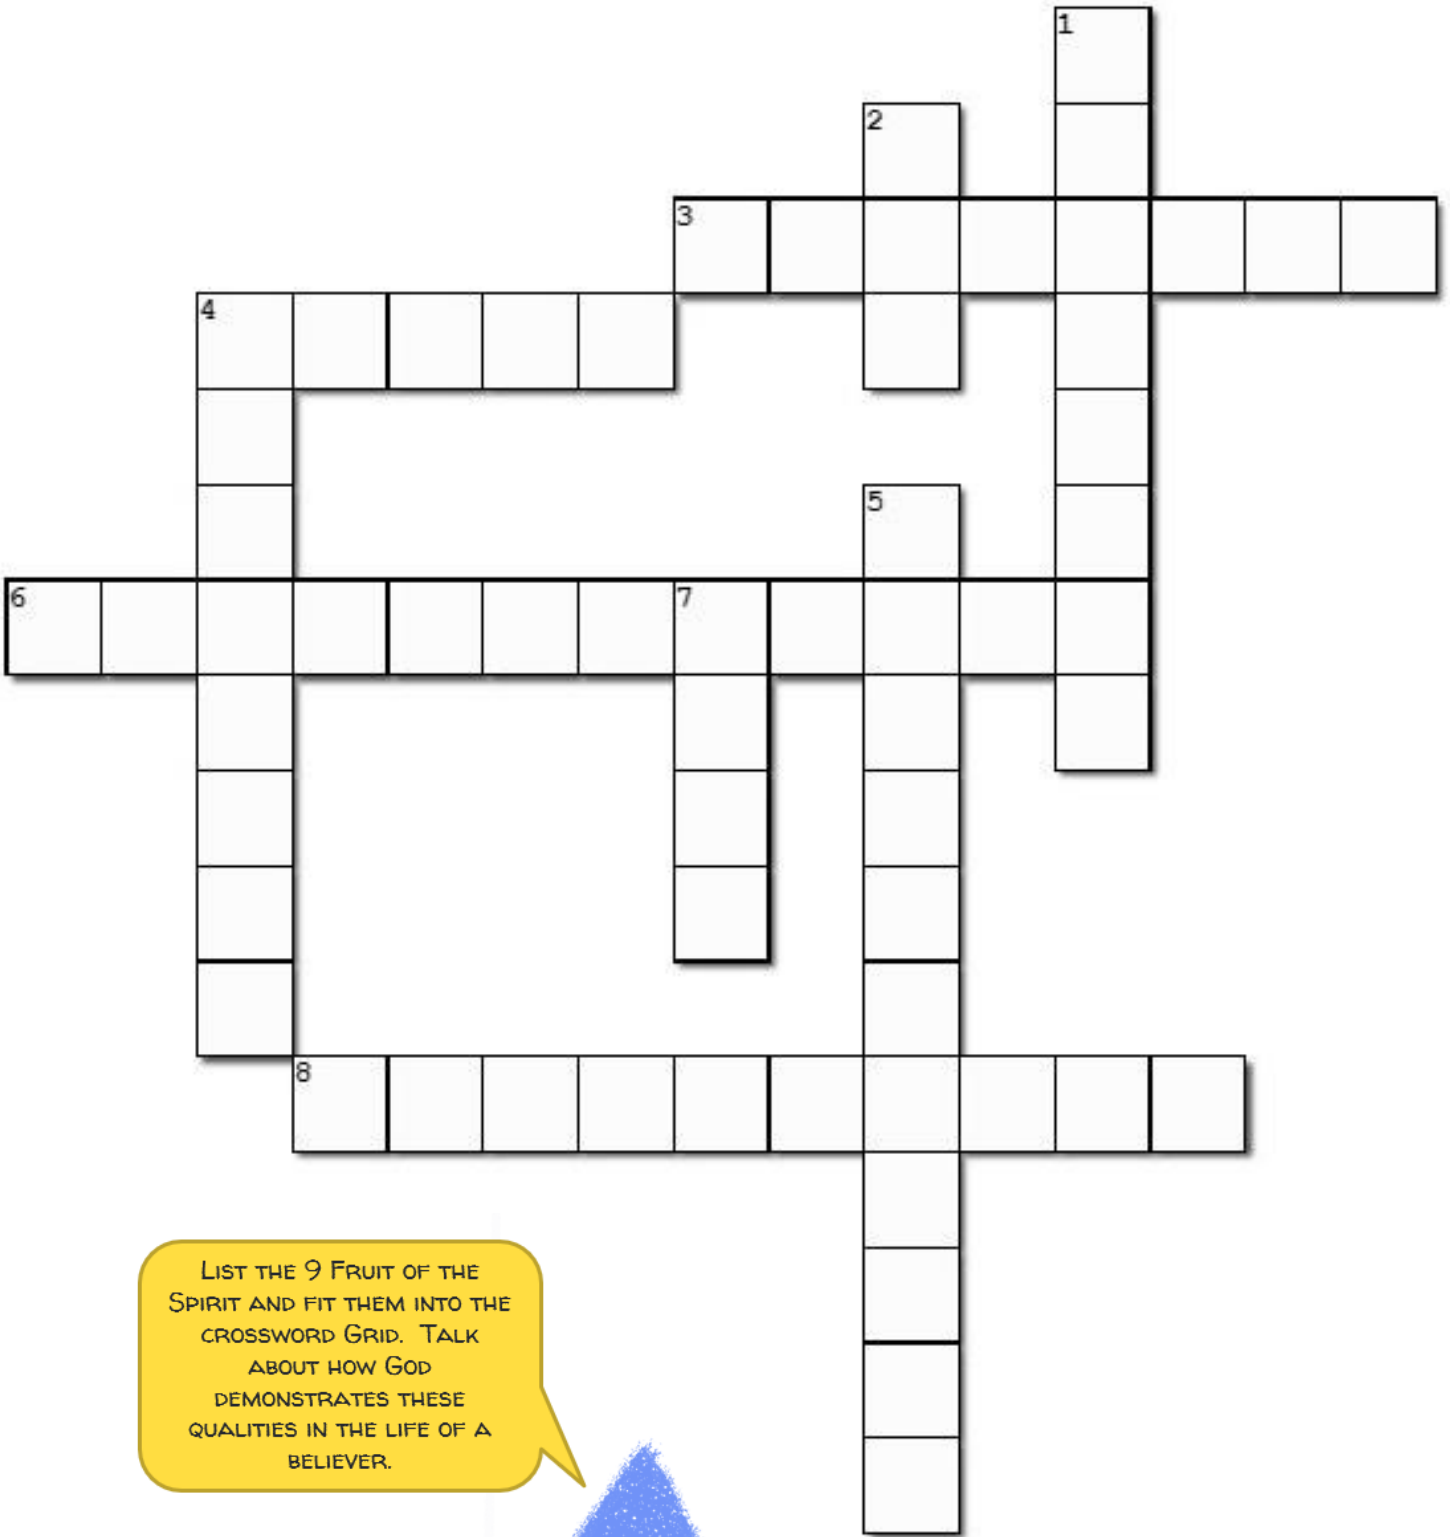 1
2
3
4
5
6
7
8
List the 9 Fruit of the
Spirit and fit them into the
crossword Grid. Talk
about how God
demonstrates these
qualities in the life of a
believer.